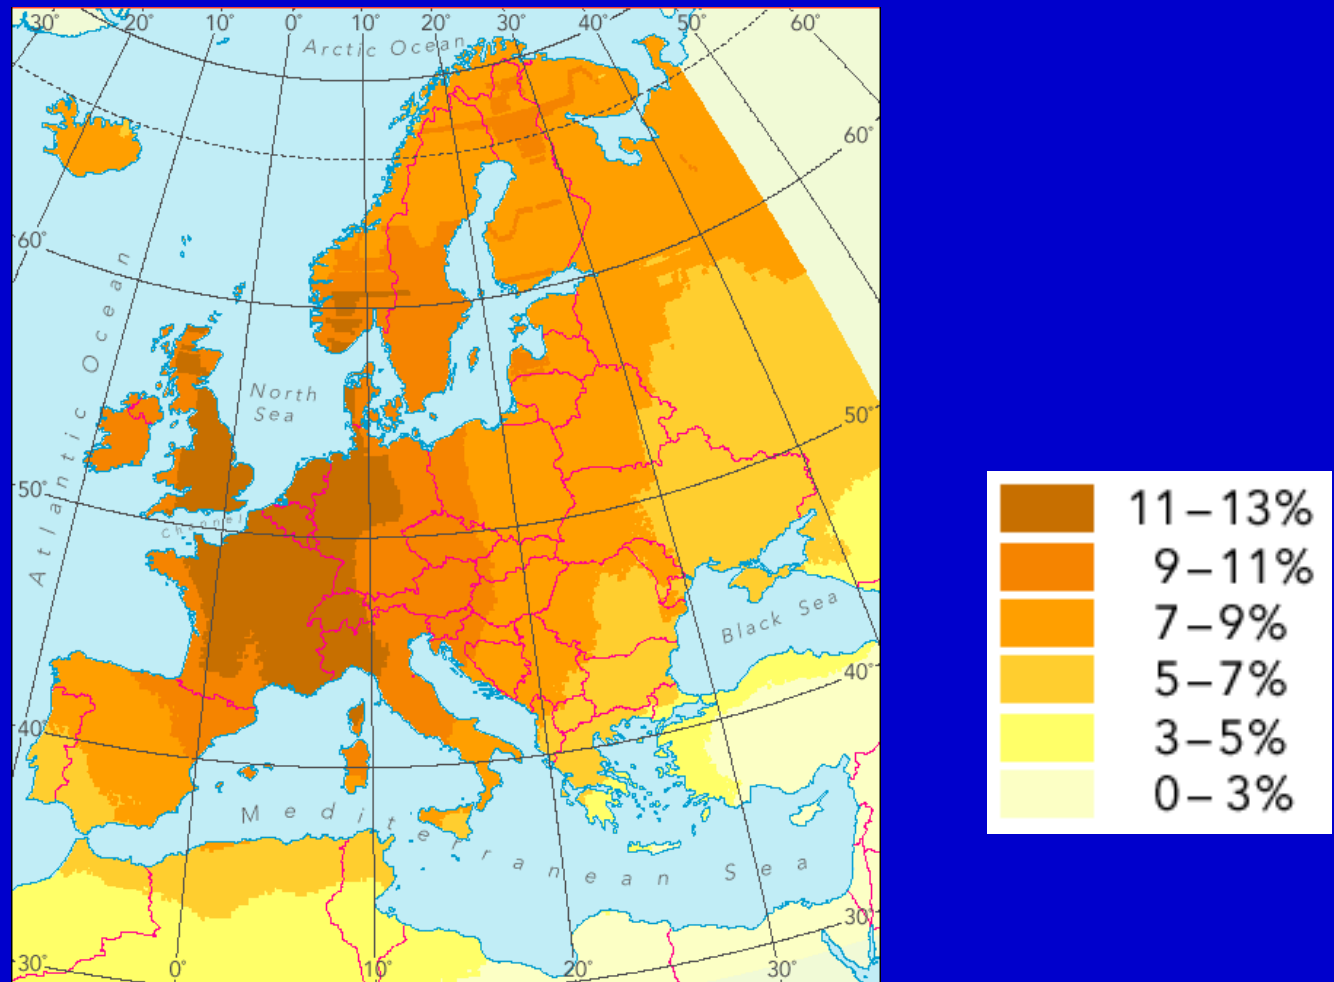 30° 20° 10° 0° 10° 20° 30° 40° 50° 60°
Arctic Ocean
60°
60°
Atlantic Ocean
North
Sea
50°
50°
Channel
Black Sea
40°
40°
Mediterranean Sea
30°
30° 0° 10° 20° 30°
11–13%
9–11%
7–9%
5–7%
3–5%
0–3%